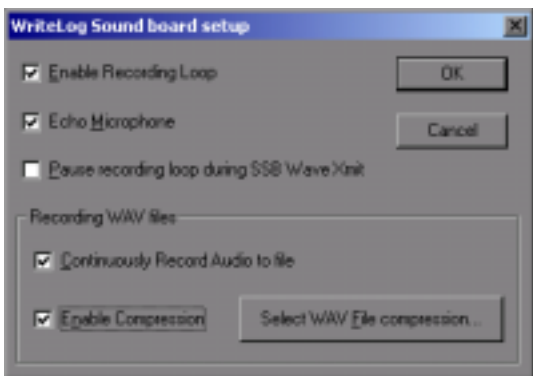 WriteLog Sound board setup
Enable Recording Loop
OK
Echo Microphone
Cancel
Pause recording loop during SSB Wave Xmit
Recording WAV files
Continuously Record Audio to file
Enable Compression
Select WAV File compression...